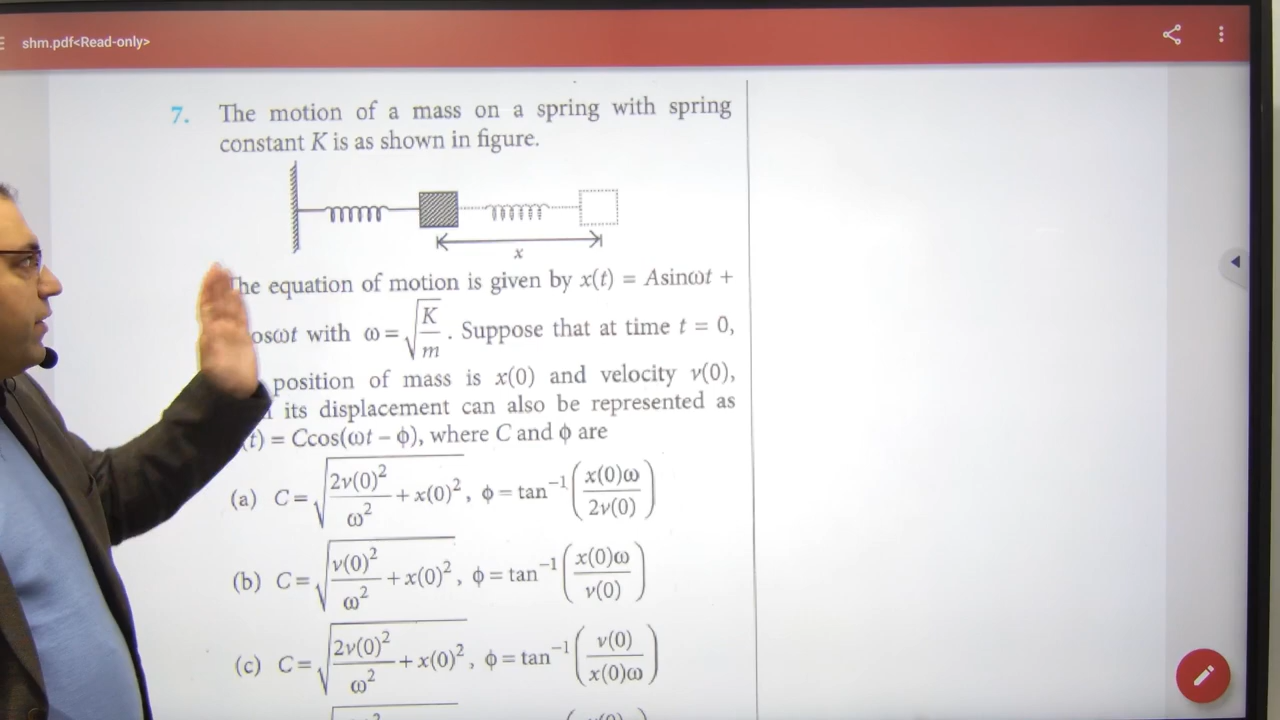 shm.pdf<Read-only>
7. The motion of a mass on a spring with spring
constant K is as shown in figure.
x
The equation of motion is given by x(t) = Asinωt +
osωt with ω = √(K/m). Suppose that at time t = 0,
position of mass is x(0) and velocity v(0),
its displacement can also be represented as
(t) = Ccos(ωt − ϕ), where C and ϕ are
(a) C = √(2v(0)²/ω² + x(0)²), ϕ = tan⁻¹(x(0)ω/2v(0))
(b) C = √(v(0)²/ω² + x(0)²), ϕ = tan⁻¹(x(0)ω/v(0))
(c) C = √(2v(0)²/ω² + x(0)²), ϕ = tan⁻¹(v(0)/x(0)ω)